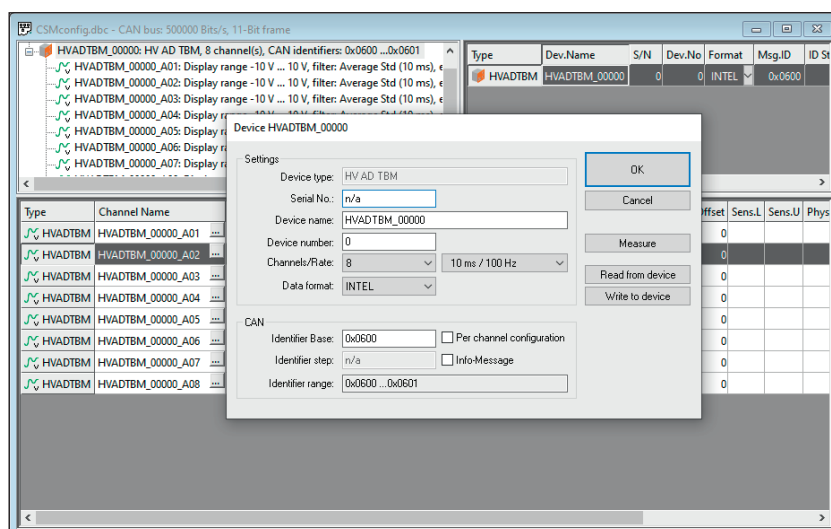 CSMconfig.dbc - CAN bus: 500000 Bits/s, 11-Bit frame
HVADTBM_00000: HV AD TBM, 8 channel(s), CAN identifiers: 0x0600 ...0x0601
HVADTBM_00000_A01: Display range -10 V ... 10 V, filter: Average Std (10 ms), e
HVADTBM_00000_A02: Display range -10 V ... 10 V, filter: Average Std (10 ms), e
HVADTBM_00000_A03: Display range -10 V ... 10 V, filter: Average Std (10 ms), e
HVADTBM_00000_A04: Display
HVADTBM_00000_A05: Display
HVADTBM_00000_A06: Display
HVADTBM_00000_A07: Display
Type Dev.Name S/N Dev.No Format Msg.ID ID St
HVADTBM HVADTBM_00000 0 0 INTEL 0x0600
Device HVADTBM_00000
Settings
Device type: HV AD TBM
Serial No.: n/a
Device name: HVADTBM_00000
Device number: 0
Channels/Rate: 8 10 ms / 100 Hz
Data format: INTEL
CAN
Identifier Base: 0x0600 Per channel configuration
Identifier step: n/a Info-Message
Identifier range: 0x0600 ...0x0601
OK
Cancel
Measure
Read from device
Write to device
Type Channel Name ffset Sens.L Sens.U Phys
HVADTBM HVADTBM_00000_A01 ... 0
HVADTBM HVADTBM_00000_A02 ... 0
HVADTBM HVADTBM_00000_A03 ... 0
HVADTBM HVADTBM_00000_A04 ... 0
HVADTBM HVADTBM_00000_A05 ... 0
HVADTBM HVADTBM_00000_A06 ... 0
HVADTBM HVADTBM_00000_A07 ... 0
HVADTBM HVADTBM_00000_A08 ... 0